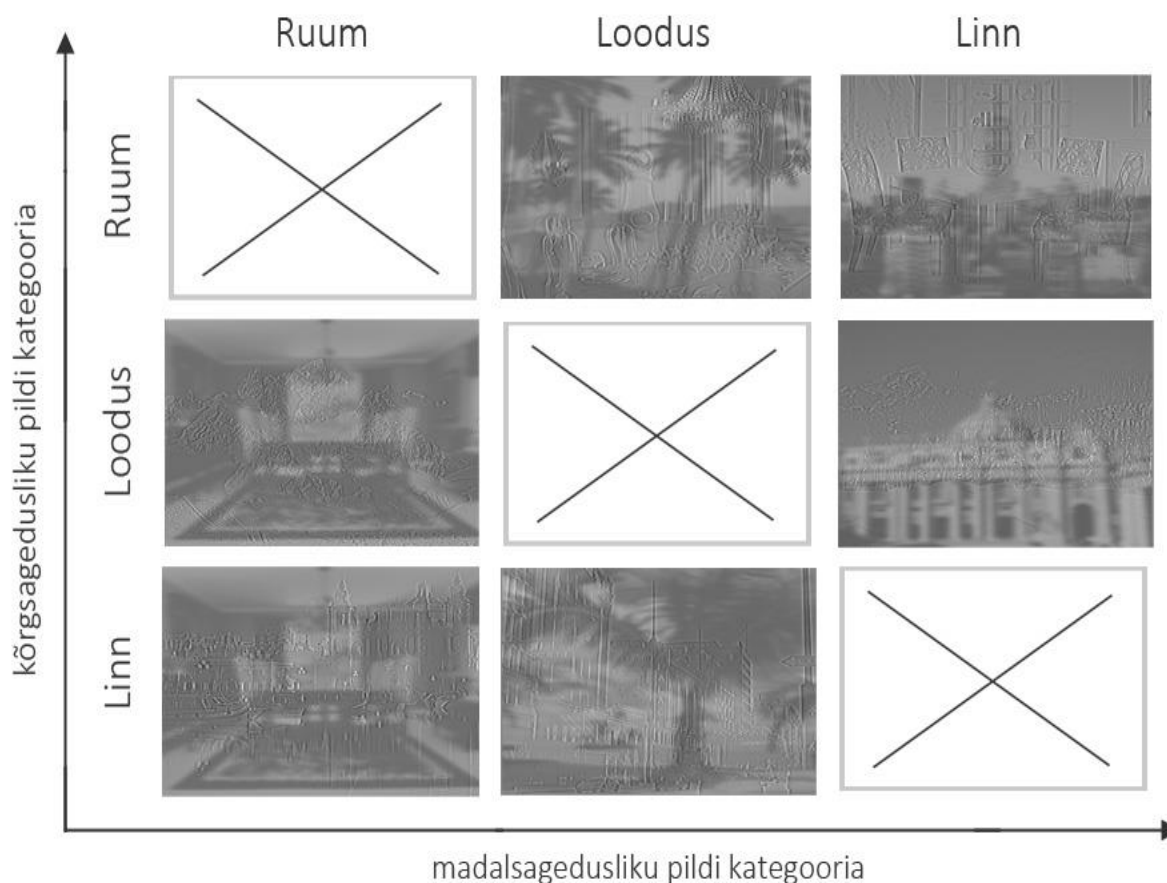 Ruum
Loodus
Linn
kõrgsagedusliku pildi kategooria
Ruum
Loodus
Linn
madalsagedusliku pildi kategooria